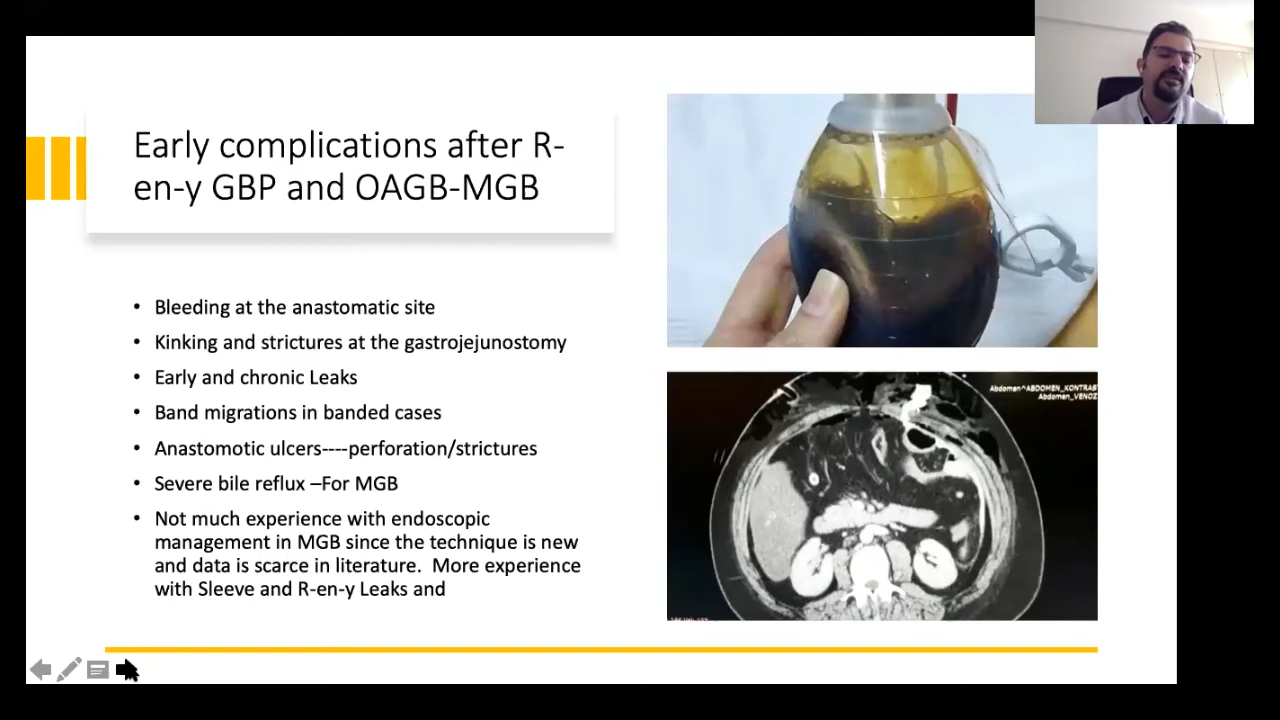 Early complications after R-
en-y GBP and OAGB-MGB
• Bleeding at the anastomatic site
• Kinking and strictures at the gastrojejunostomy
• Early and chronic Leaks
• Band migrations in banded cases
• Anastomotic ulcers----perforation/strictures
• Severe bile reflux –For MGB
• Not much experience with endoscopic
management in MGB since the technique is new
and data is scarce in literature.  More experience
with Sleeve and R-en-y Leaks and
Abdomen^ABDOMEN_KONTRAS
Abdomen_VENOZ